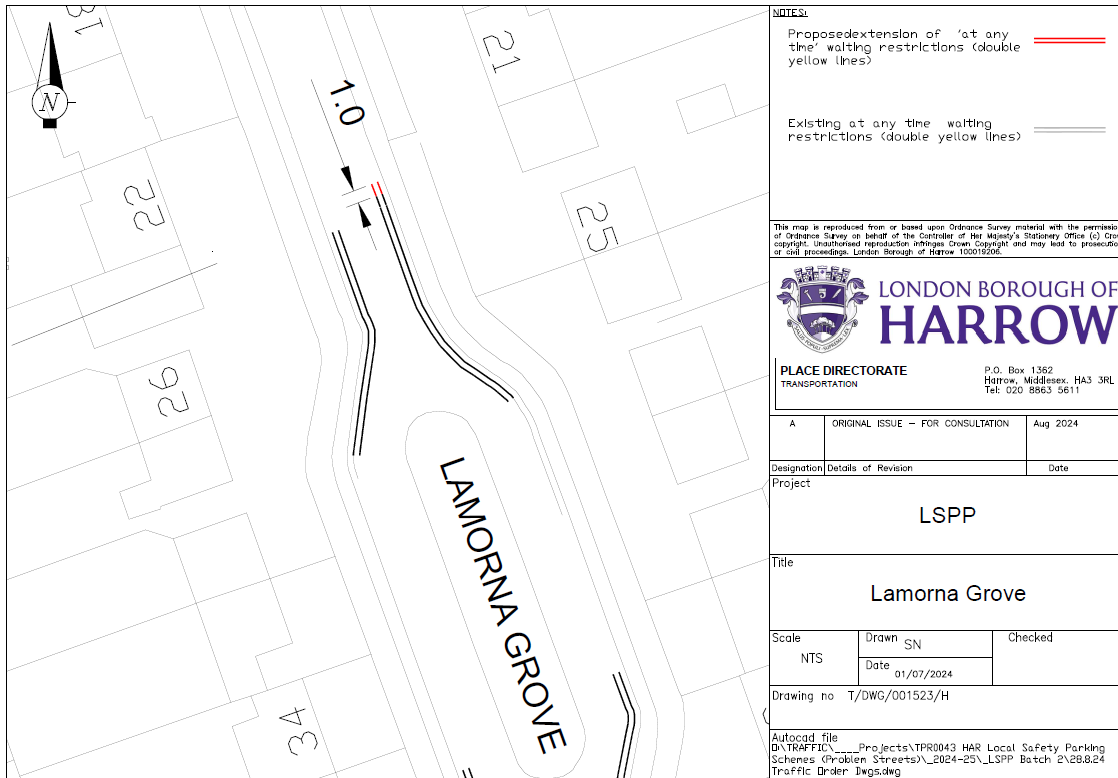 18
21
1.0
N
22
25
26
LAMORNA GROVE
34
NOTES:
Proposedextension of 'at any
time' waiting restrictions (double
yellow lines)
Existing at any time waiting
restrictions (double yellow lines)
This map is reproduced from or based upon Ordnance Survey material with the permissio
of Ordnance Survey on behalf of the Controller of Her Majesty's Stationery Office (c) Crow
copyright. Unauthorised reproduction infringes Crown Copyright and may lead to prosecutio
or civil proceedings. London Borough of Harrow 100019206.
LONDON BOROUGH OF
HARROW
PLACE DIRECTORATE
TRANSPORTATION
P.O. Box 1362
Harrow, Middlesex. HA3 3RL
Tel: 020 8863 5611
A ORIGINAL ISSUE - FOR CONSULTATION Aug 2024
Designation Details of Revision Date
Project
LSPP
Title
Lamorna Grove
Scale
NTS
Drawn SN
Date
01/07/2024
Checked
Drawing no T/DWG/001523/H
Autocad file
O:\TRAFFIC\____Projects\TPR0043 HAR Local Safety Parking
Schemes (Problem Streets)\_2024-25\_LSPP Batch 2\28.8.24
Traffic Order Dwgs.dwg